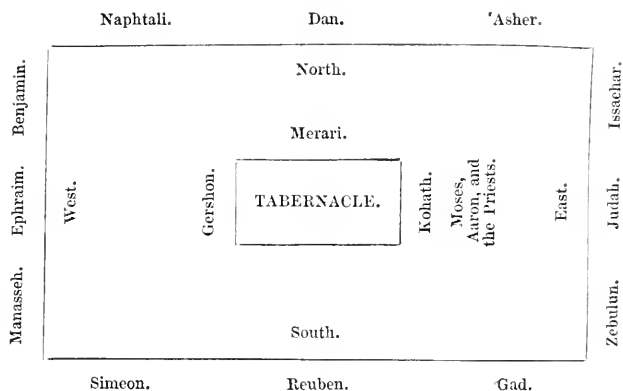 Naphtali. Dan. 'Asher.
North.
Merari.
Benjamin.
Ephraim.
Manasseh.
West.
Gershon.
TABERNACLE.
Kohath.
Moses,
Aaron, and
the Priests.
East.
Issachar.
Judah.
Zebulun.
South.
Simeon. Reuben. Gad.